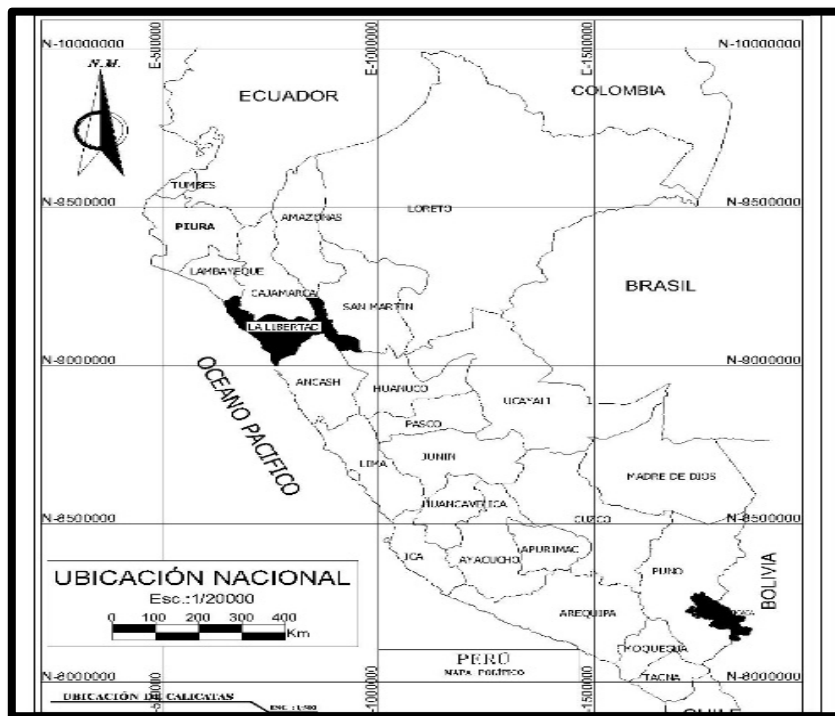 N-10000000
E-500000
E-1000000
E-1500000
N-10000000
N.M.
ECUADOR
COLOMBIA
TUMBES
N-9500000
N-9500000
PIURA
AMAZONAS
LORETO
LAMBAYEQUE
CAJAMARCA
SAN MARTIN
BRASIL
LA LIBERTAD
N-9000000
N-9000000
ANCASH
HUANUCO
UCAYALI
OCEANO PACÍFICO
PASCO
LIMA
JUNIN
MADRE DE DIOS
HUANCAVELICA
N-8500000
N-8500000
CUZCO
ICA
AYACUCHO
APURIMAC
PUNO
BOLIVIA
UBICACIÓN NACIONAL
Esc.:1/20000
0 100 200 300 400
Km
AREQUIPA
MOQUEGUA
PERÚ
MAPA POLÍTICO
TACNA
N-8000000
N-8000000
UBICACIÓN DE CALICATAS
E-1000000
E-1500000
CHILE